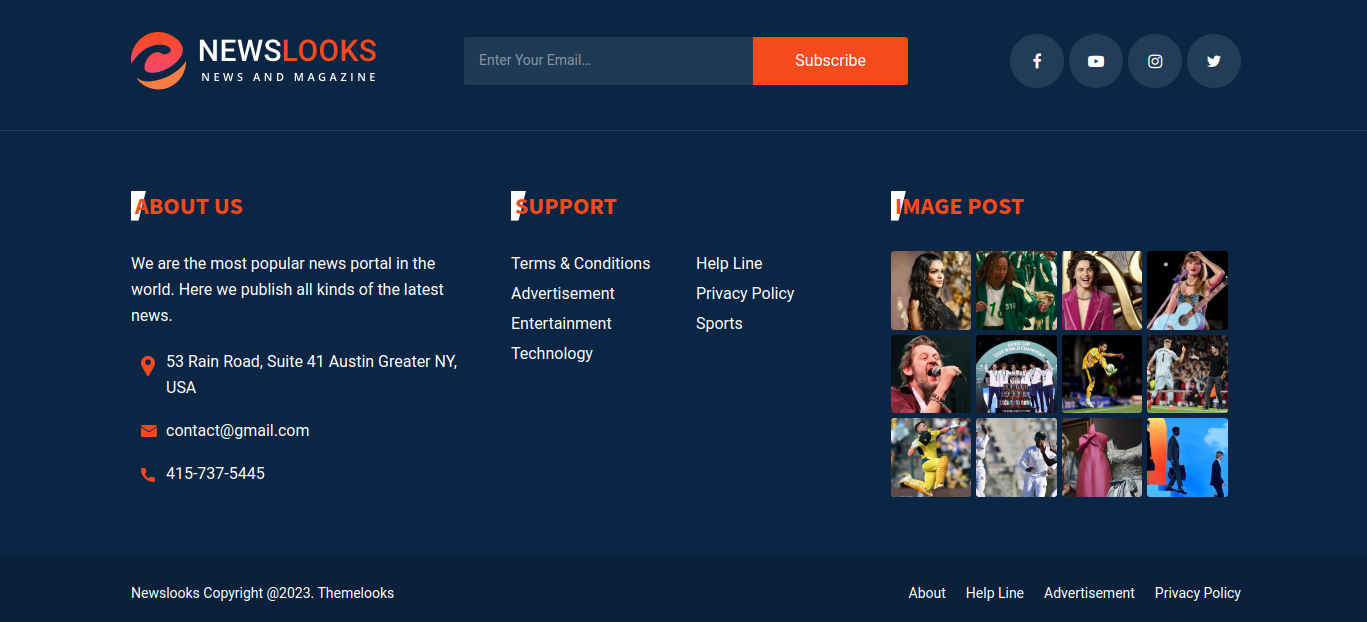 NEWSLOOKS
NEWS AND MAGAZINE
Enter Your Email...
Subscribe
ABOUT US
We are the most popular news portal in the
world. Here we publish all kinds of the latest
news.
53 Rain Road, Suite 41 Austin Greater NY,
USA
contact@gmail.com
415-737-5445
SUPPORT
Terms & Conditions
Advertisement
Entertainment
Technology
Help Line
Privacy Policy
Sports
IMAGE POST
Newslooks Copyright @2023. Themelooks
About
Help Line
Advertisement
Privacy Policy